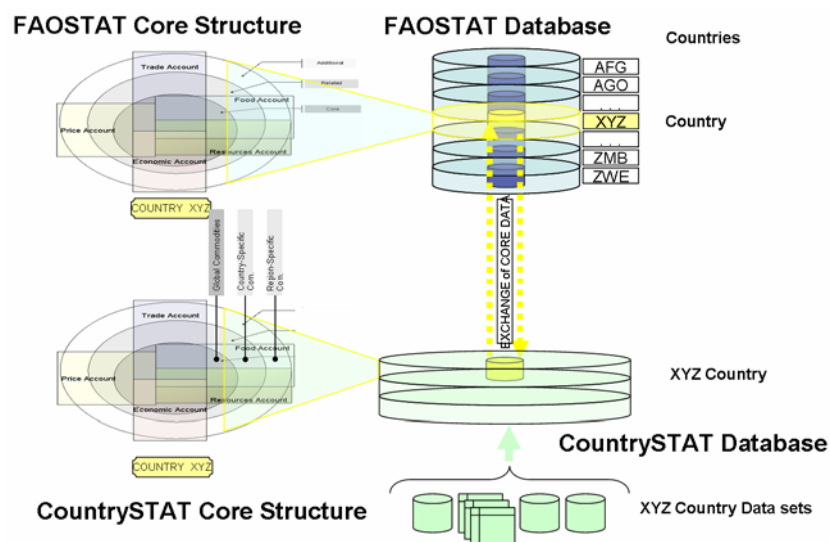 FAOSTAT Core Structure
FAOSTAT Database
Countries
Trade Account
Additional
Related
Food Account
Core
Price Account
Resources Account
Economic Account
COUNTRY XYZ
AFG
AGO
. . .
XYZ
Country
. . .
ZMB
ZWE
EXCHANGE of CORE DATA
Global Commodities
Country-Specific
Com.
Region-Specific
Com.
Trade Account
Food Account
Price Account
Resources Account
Economic Account
COUNTRY XYZ
XYZ Country
CountrySTAT Database
CountrySTAT Core Structure
XYZ Country Data sets